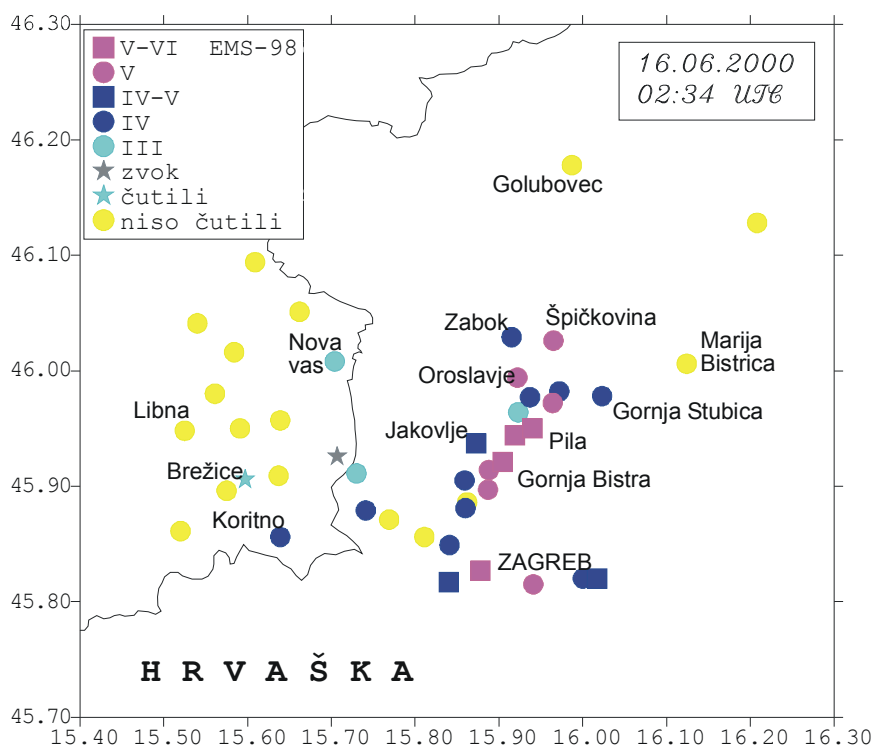 46.30
V-VI EMS-98
V
IV-V
IV
III
zvok
čutili
niso čutili
16.06.2000
02:34 UTC
46.20
Golubovec
46.10
Zabok
Špičkovina
Nova
vas
Marija
Bistrica
46.00
Oroslavje
Gornja Stubica
Libna
Jakovlje
Pila
Brežice
Gornja Bistra
45.90
Koritno
ZAGREB
45.80
HRVAŠKA
45.70
15.40 15.50 15.60 15.70 15.80 15.90 16.00 16.10 16.20 16.30